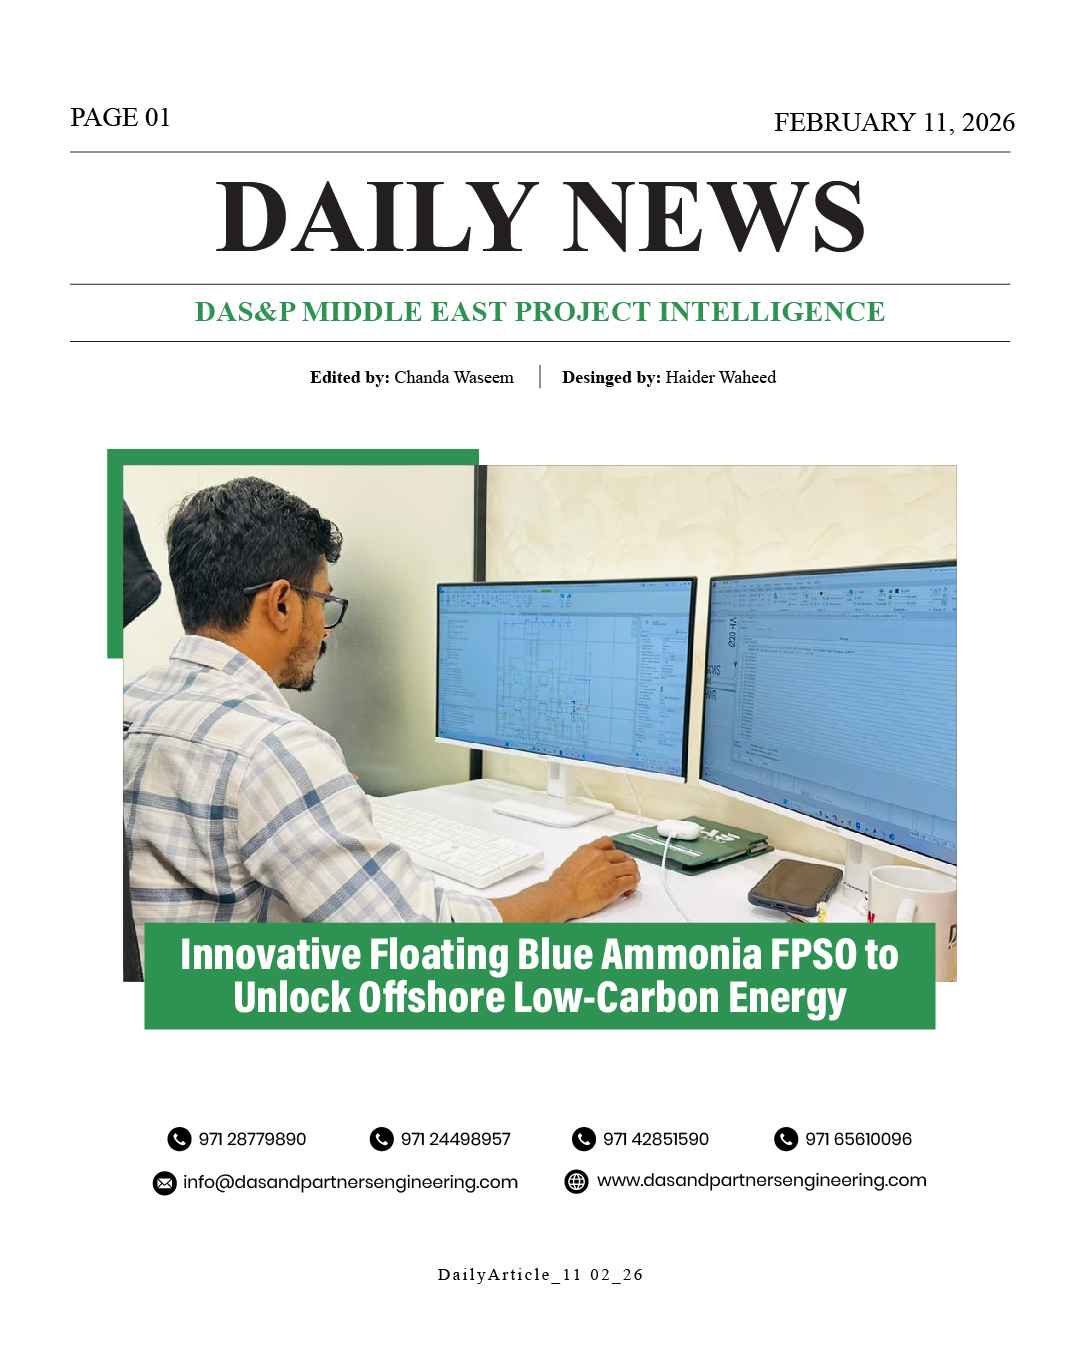 PAGE 01
FEBRUARY 11, 2026
DAILY NEWS
DAS&P MIDDLE EAST PROJECT INTELLIGENCE
Edited by: Chanda Waseem
Desinged by: Haider Waheed
Innovative Floating Blue Ammonia FPSO to
Unlock Offshore Low-Carbon Energy
971 28779890
971 24498957
971 42851590
971 65610096
info@dasandpartnersengineering.com
www.dasandpartnersengineering.com
DailyArticle_11 02_26